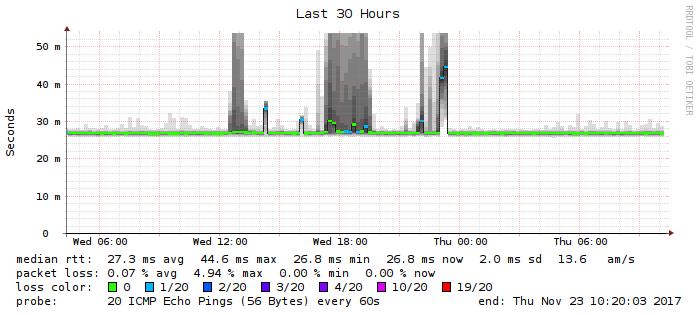 Last 30 Hours
RRDTOOL / TOBI OETIKER
Seconds
50 m
40 m
30 m
20 m
10 m
0
Wed 06:00 Wed 12:00 Wed 18:00 Thu 00:00 Thu 06:00
median rtt: 27.3 ms avg 44.6 ms max 26.8 ms min 26.8 ms now 2.0 ms sd 13.6 am/s
packet loss: 0.07 % avg 4.94 % max 0.00 % min 0.00 % now
loss color: 0 1/20 2/20 3/20 4/20 10/20 19/20
probe: 20 ICMP Echo Pings (56 Bytes) every 60s end: Thu Nov 23 10:20:03 2017